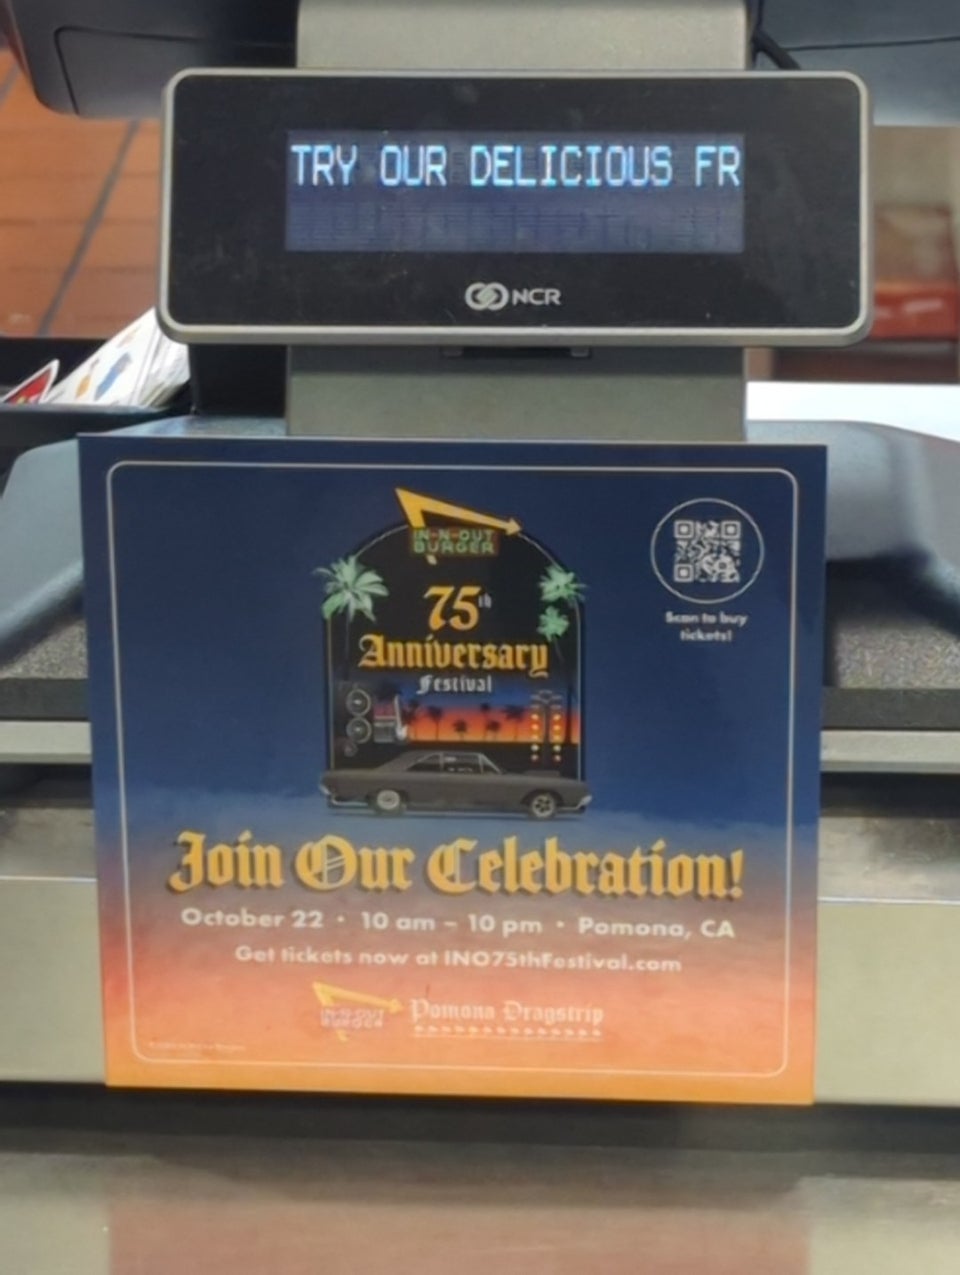 TRY OUR DELICIOUS FR
NCR
IN-N-OUT
BURGER
75th
Anniversary
Festival
Scan to buy
tickets!
Join Our Celebration!
October 22 · 10 am – 10 pm · Pomona, CA
Get tickets now at INO75thFestival.com
IN-N-OUT
BURGER
Pomona Dragstrip